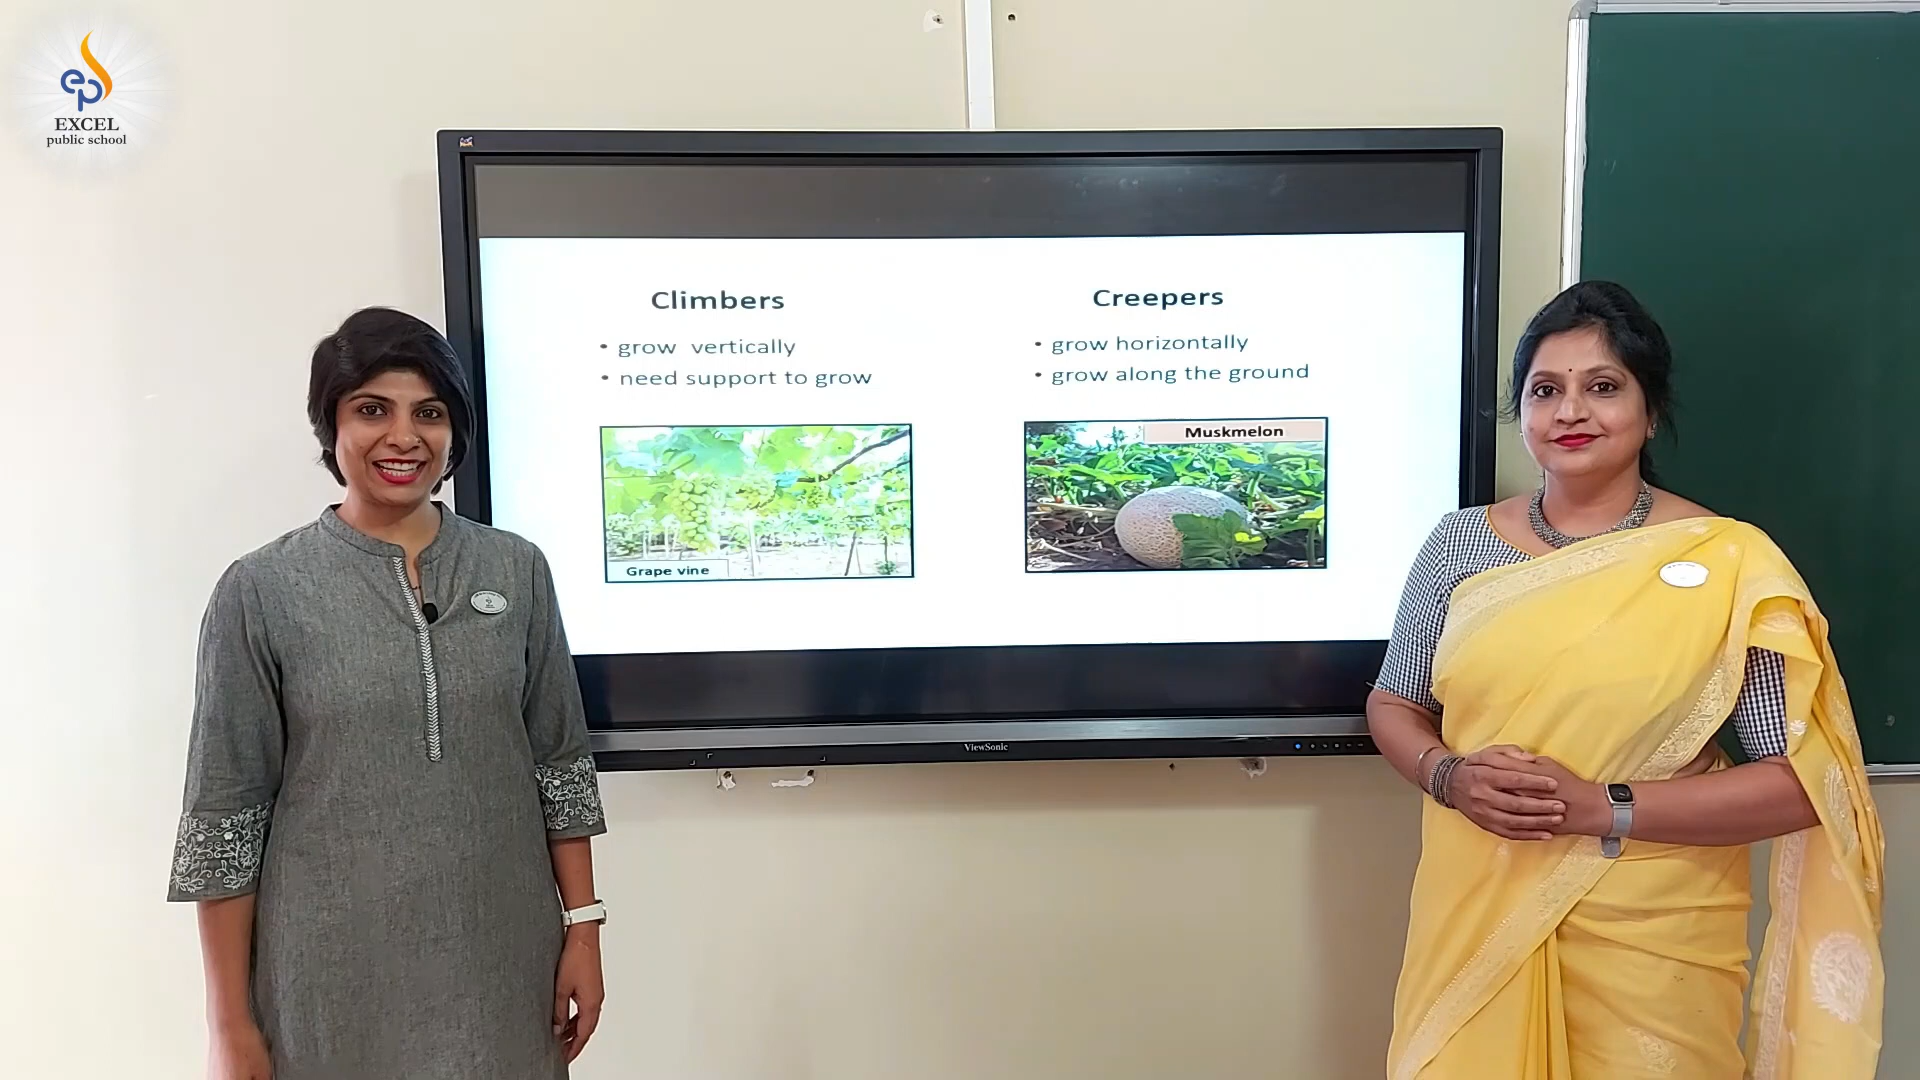 EXCEL
public school
Climbers
• grow vertically
• need support to grow
Grape vine
Creepers
• grow horizontally
• grow along the ground
Muskmelon
ViewSonic